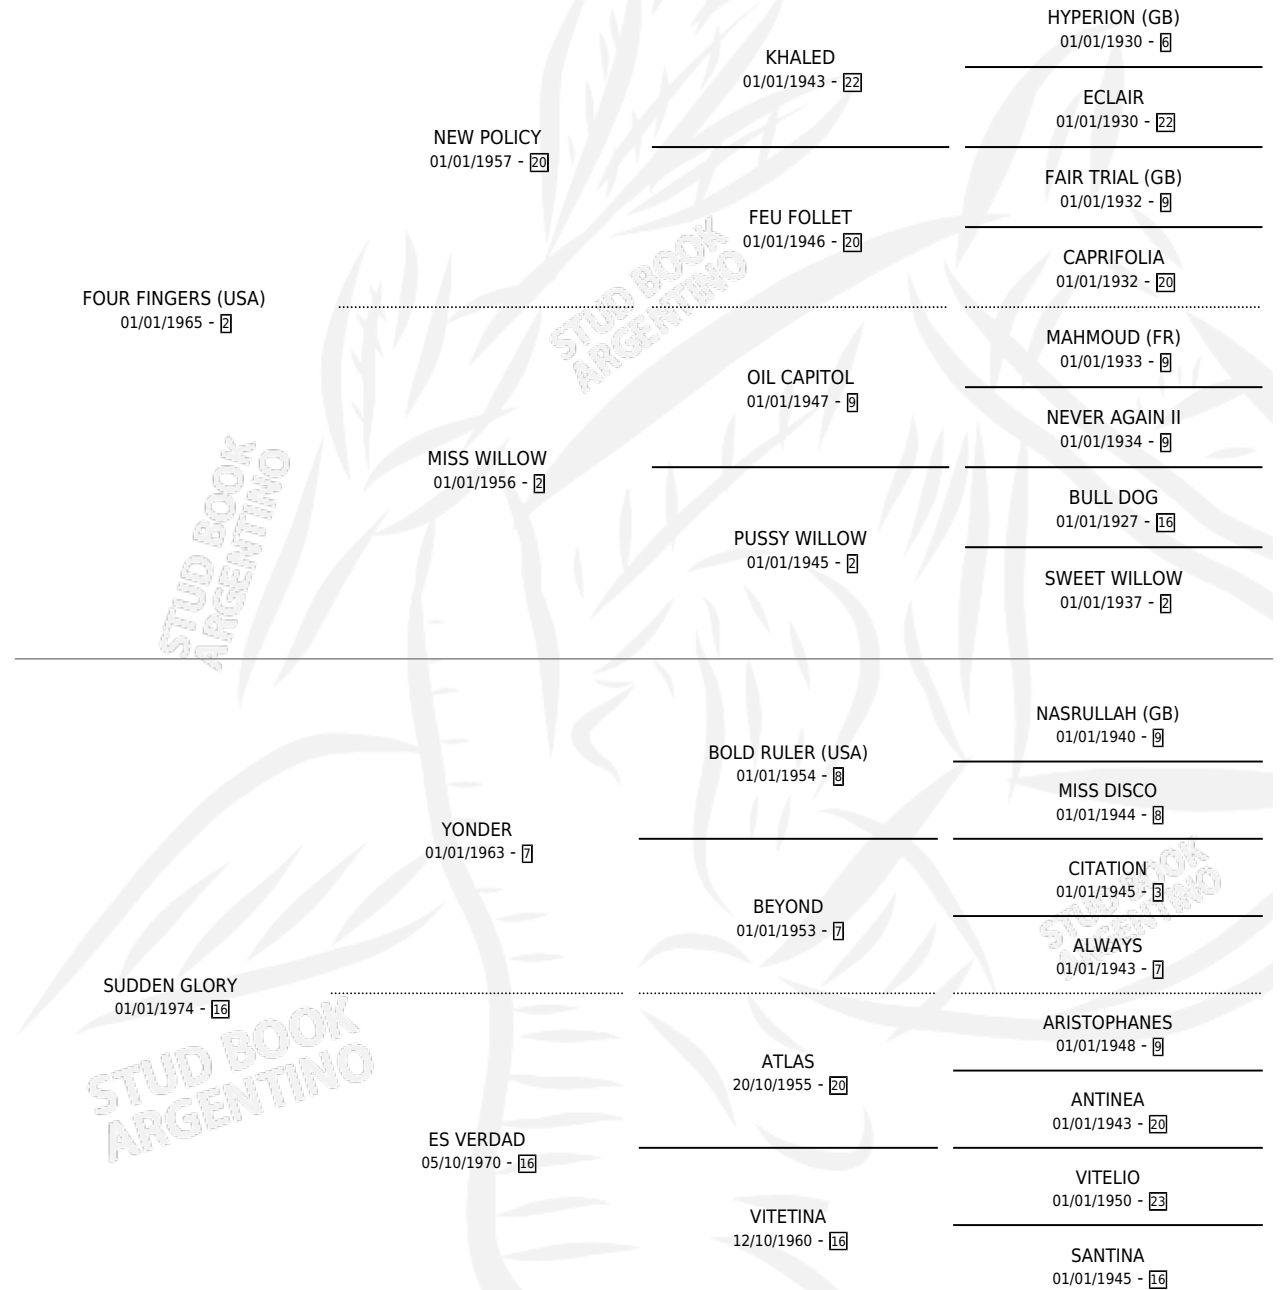 HYPERION (GB)
01/01/1930 - 6
KHALED
01/01/1943 - 22
ECLAIR
01/01/1930 - 22
NEW POLICY
01/01/1957 - 20
FAIR TRIAL (GB)
01/01/1932 - 9
FEU FOLLET
01/01/1946 - 20
CAPRIFOLIA
01/01/1932 - 20
FOUR FINGERS (USA)
01/01/1965 - 2
MAHMOUD (FR)
01/01/1933 - 9
OIL CAPITOL
01/01/1947 - 9
NEVER AGAIN II
01/01/1934 - 9
MISS WILLOW
01/01/1956 - 2
BULL DOG
01/01/1927 - 16
PUSSY WILLOW
01/01/1945 - 2
SWEET WILLOW
01/01/1937 - 2
NASRULLAH (GB)
01/01/1940 - 9
BOLD RULER (USA)
01/01/1954 - 8
MISS DISCO
01/01/1944 - 8
YONDER
01/01/1963 - 7
CITATION
01/01/1945 - 3
BEYOND
01/01/1953 - 7
ALWAYS
01/01/1943 - 7
SUDDEN GLORY
01/01/1974 - 16
ARISTOPHANES
01/01/1948 - 9
ATLAS
20/10/1955 - 20
ANTINEA
01/01/1943 - 20
ES VERDAD
05/10/1970 - 16
VITELIO
01/01/1950 - 23
VITETINA
12/10/1960 - 16
SANTINA
01/01/1945 - 16
STUD BOOK
ARGENTINO
STUD BOOK
ARGENTINO
STUD BOOK
ARGENTINO
STUD BOOK
ARGENTINO